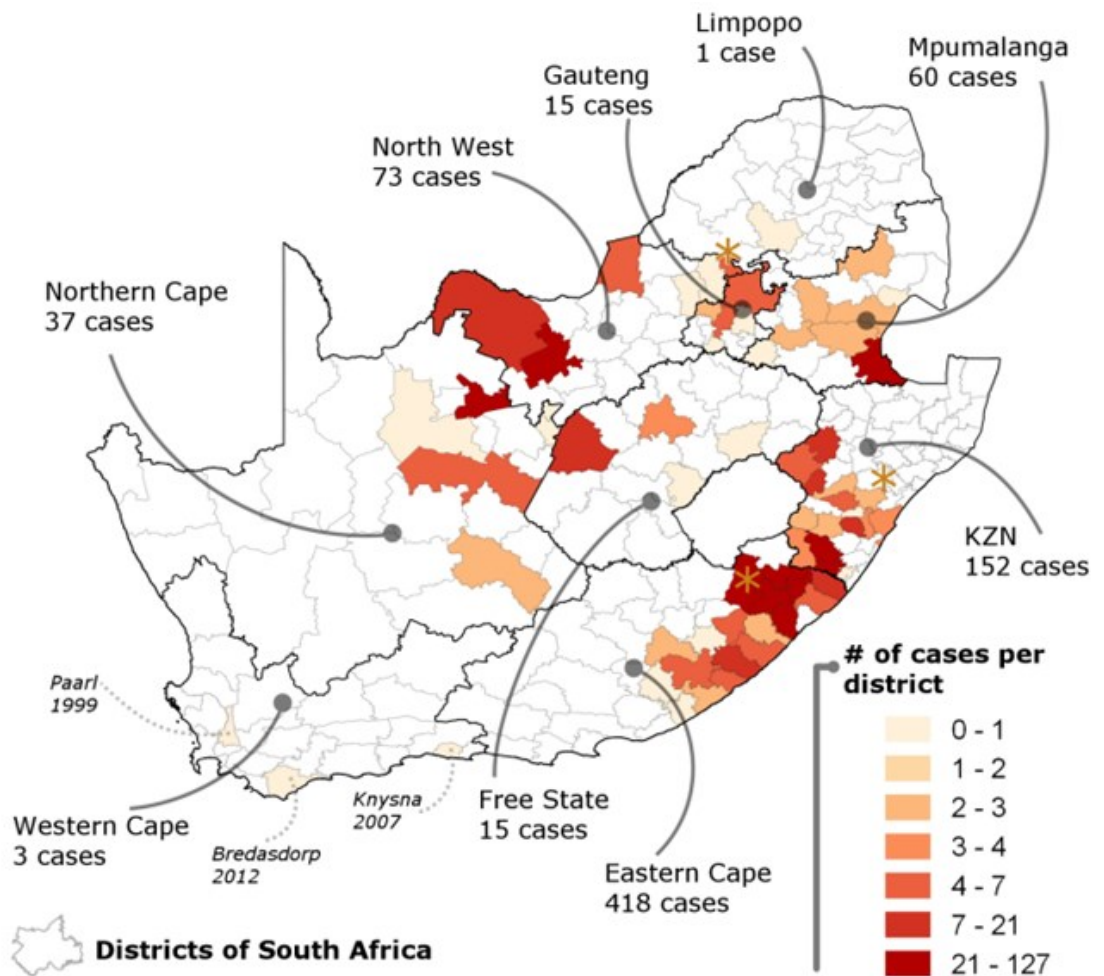 Limpopo
1 case
Mpumalanga
60 cases
Gauteng
15 cases
North West
73 cases
Northern Cape
37 cases
KZN
152 cases
Paarl
1999
Knysna
2007
Bredasdorp
2012
Western Cape
3 cases
Free State
15 cases
Eastern Cape
418 cases
# of cases per
district
0 - 1
1 - 2
2 - 3
3 - 4
4 - 7
7 - 21
21 - 127
Districts of South Africa